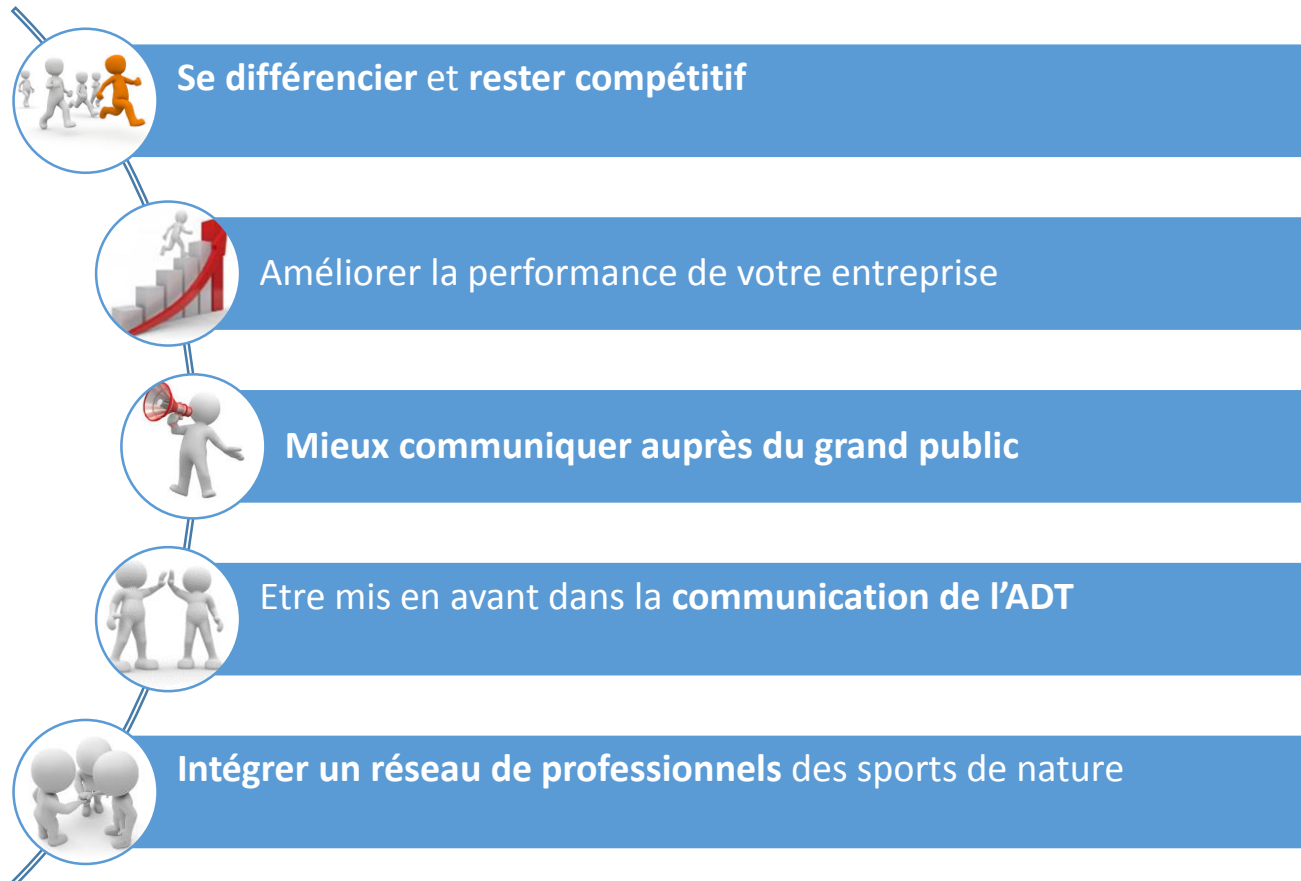 Se différencier et rester compétitif
Améliorer la performance de votre entreprise
Mieux communiquer auprès du grand public
Etre mis en avant dans la communication de l’ADT
Intégrer un réseau de professionnels des sports de nature